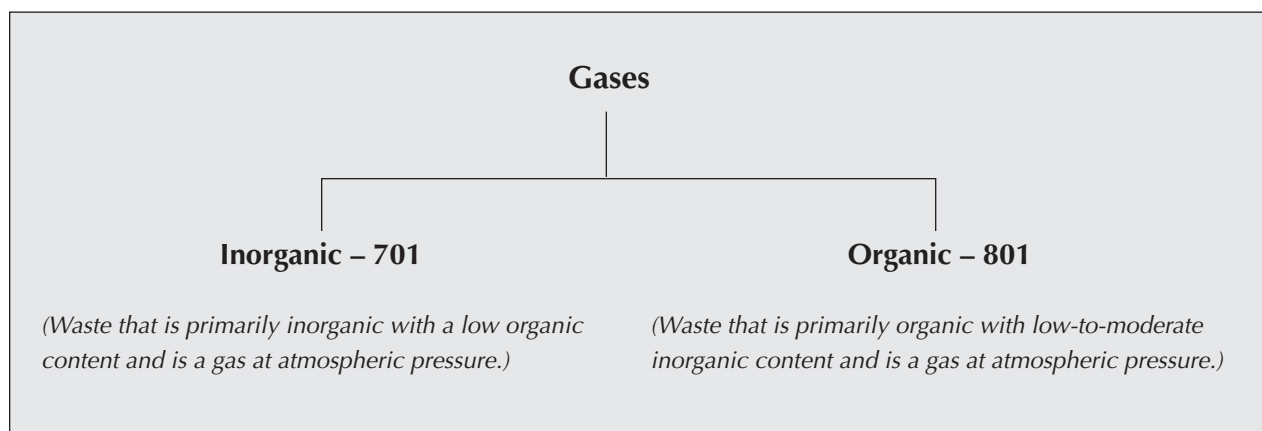 Gases
Inorganic – 701
(Waste that is primarily inorganic with a low organic
content and is a gas at atmospheric pressure.)
Organic – 801
(Waste that is primarily organic with low-to-moderate
inorganic content and is a gas at atmospheric pressure.)